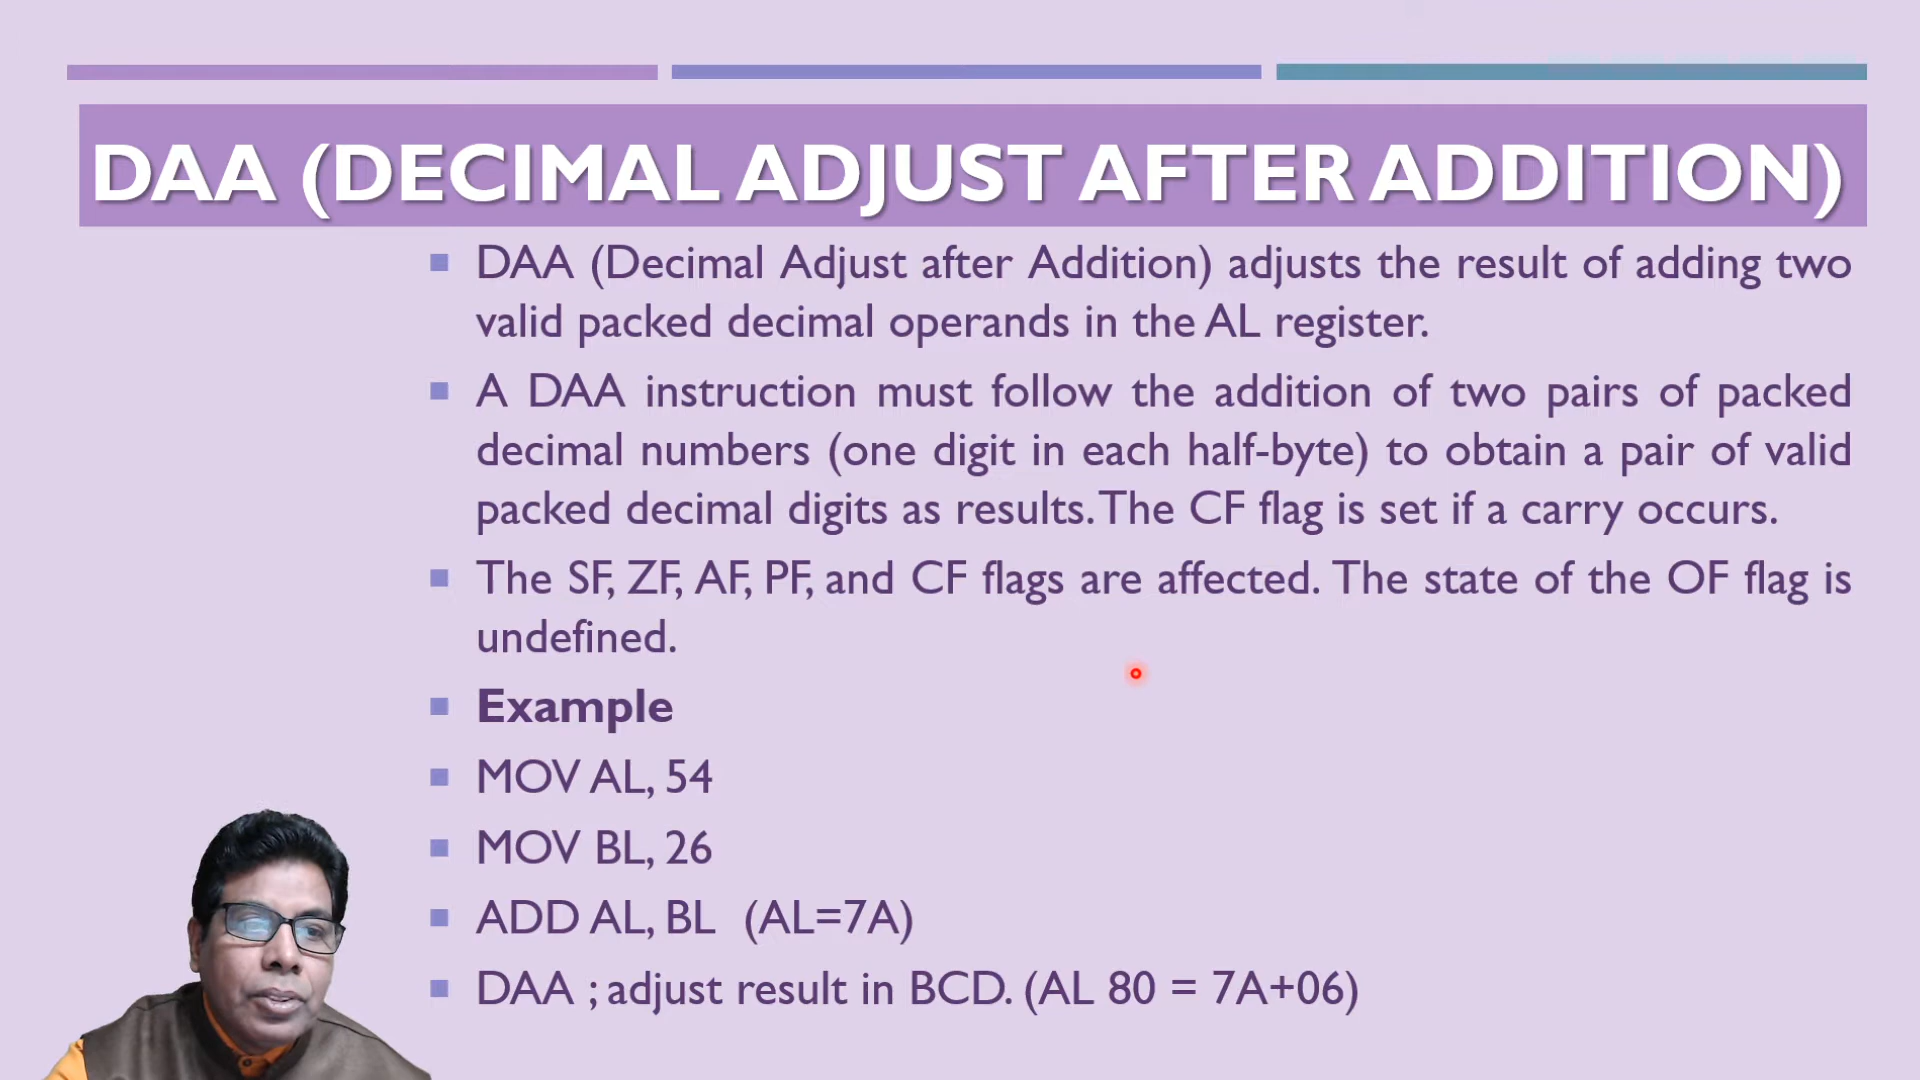 DAA (DECIMAL ADJUST AFTER ADDITION)
DAA (Decimal Adjust after Addition) adjusts the result of adding two
valid packed decimal operands in the AL register.
A DAA instruction must follow the addition of two pairs of packed
decimal numbers (one digit in each half-byte) to obtain a pair of valid
packed decimal digits as results. The CF flag is set if a carry occurs.
The SF, ZF, AF, PF, and CF flags are affected. The state of the OF flag is
undefined.
Example
MOV AL, 54
MOV BL, 26
ADD AL, BL (AL=7A)
DAA ; adjust result in BCD. (AL 80 = 7A+06)